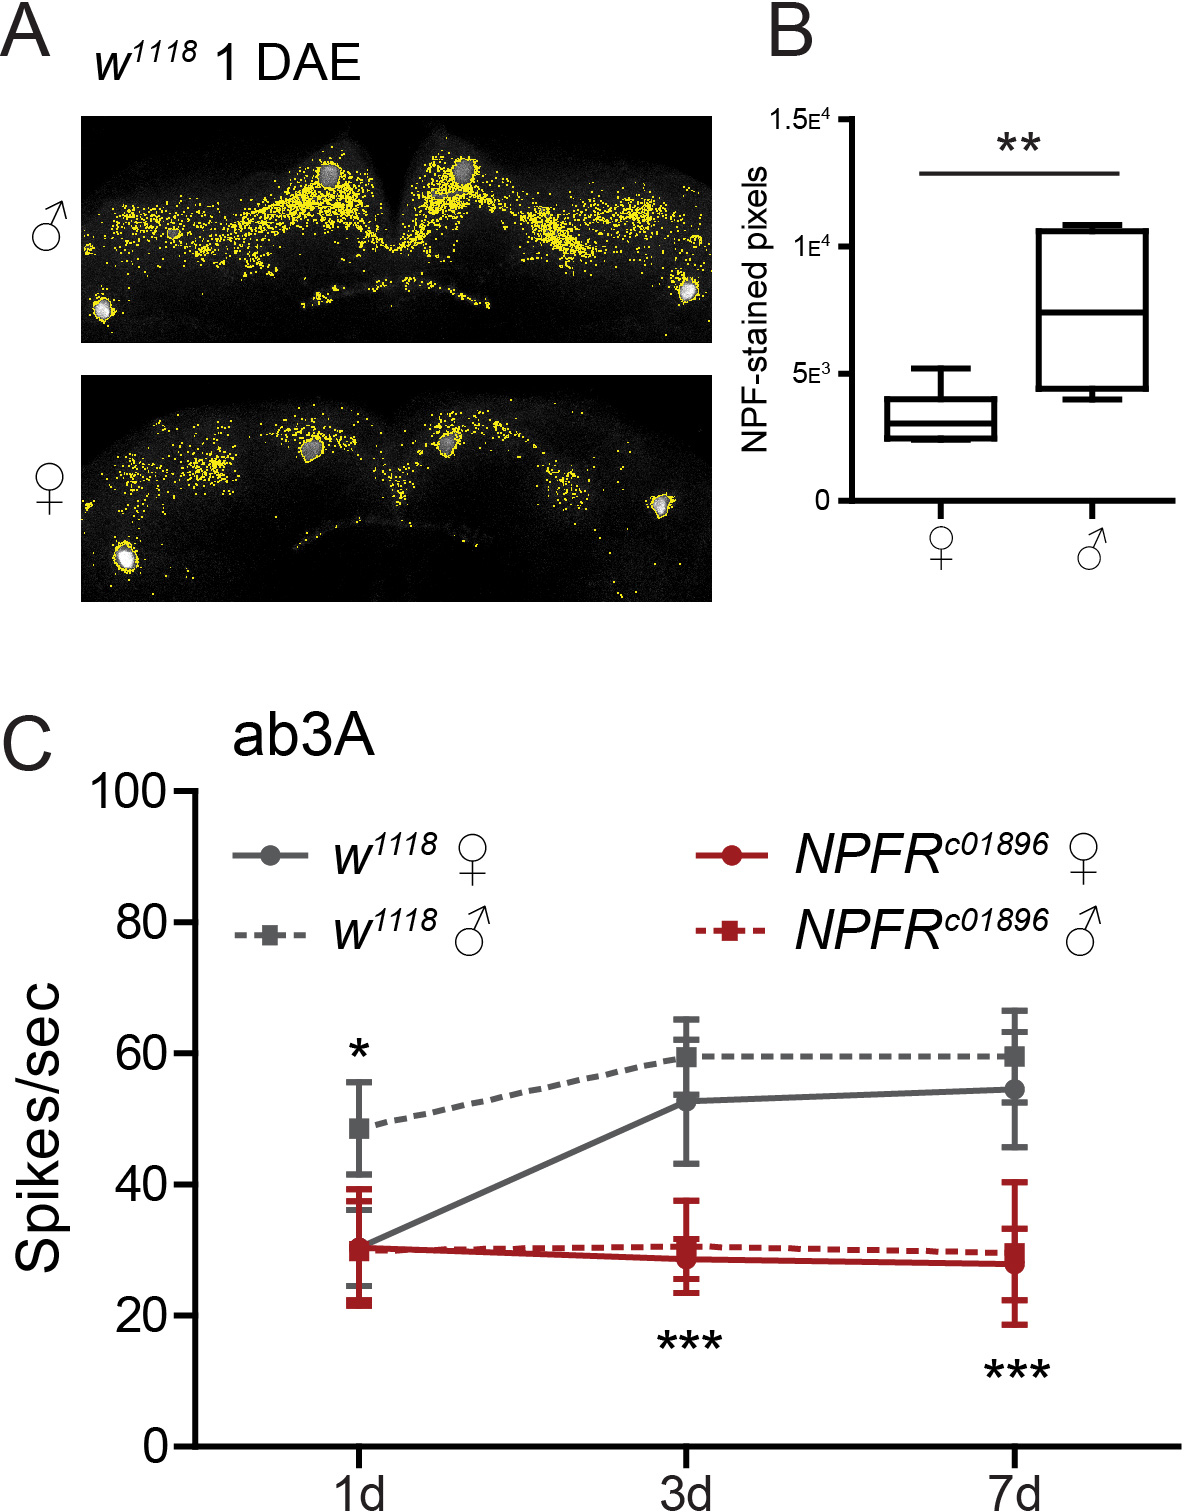 A
w1118 1 DAE
♂
♀
B
1.5E4
1E4
5E3
0
NPF-stained pixels
**
♀ ♂
C
ab3A
w1118 ♀
w1118 ♂
NPFRc01896 ♀
NPFRc01896 ♂
Spikes/sec
100
80
60
40
20
0
*
***
***
1d 3d 7d